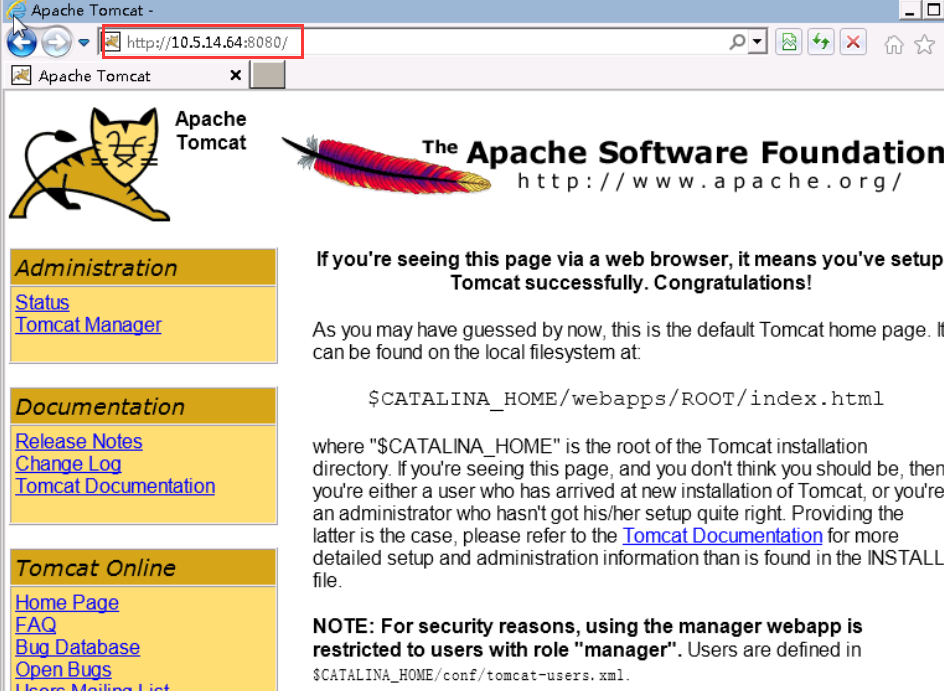 Apache Tomcat -
http://10.5.14.64:8080/
Apache Tomcat
Apache
Tomcat
The Apache Software Foundation
http://www.apache.org/
Administration
Status
Tomcat Manager
Documentation
Release Notes
Change Log
Tomcat Documentation
Tomcat Online
Home Page
FAQ
Bug Database
Open Bugs
Users Mailing List
If you're seeing this page via a web browser, it means you've setup
Tomcat successfully. Congratulations!
As you may have guessed by now, this is the default Tomcat home page. It
can be found on the local filesystem at:
$CATALINA_HOME/webapps/ROOT/index.html
where "$CATALINA_HOME" is the root of the Tomcat installation
directory. If you're seeing this page, and you don't think you should be, then
you're either a user who has arrived at new installation of Tomcat, or you're
an administrator who hasn't got his/her setup quite right. Providing the
latter is the case, please refer to the Tomcat Documentation for more
detailed setup and administration information than is found in the INSTALL
file.
NOTE: For security reasons, using the manager webapp is
restricted to users with role "manager". Users are defined in
$CATALINA_HOME/conf/tomcat-users.xml.